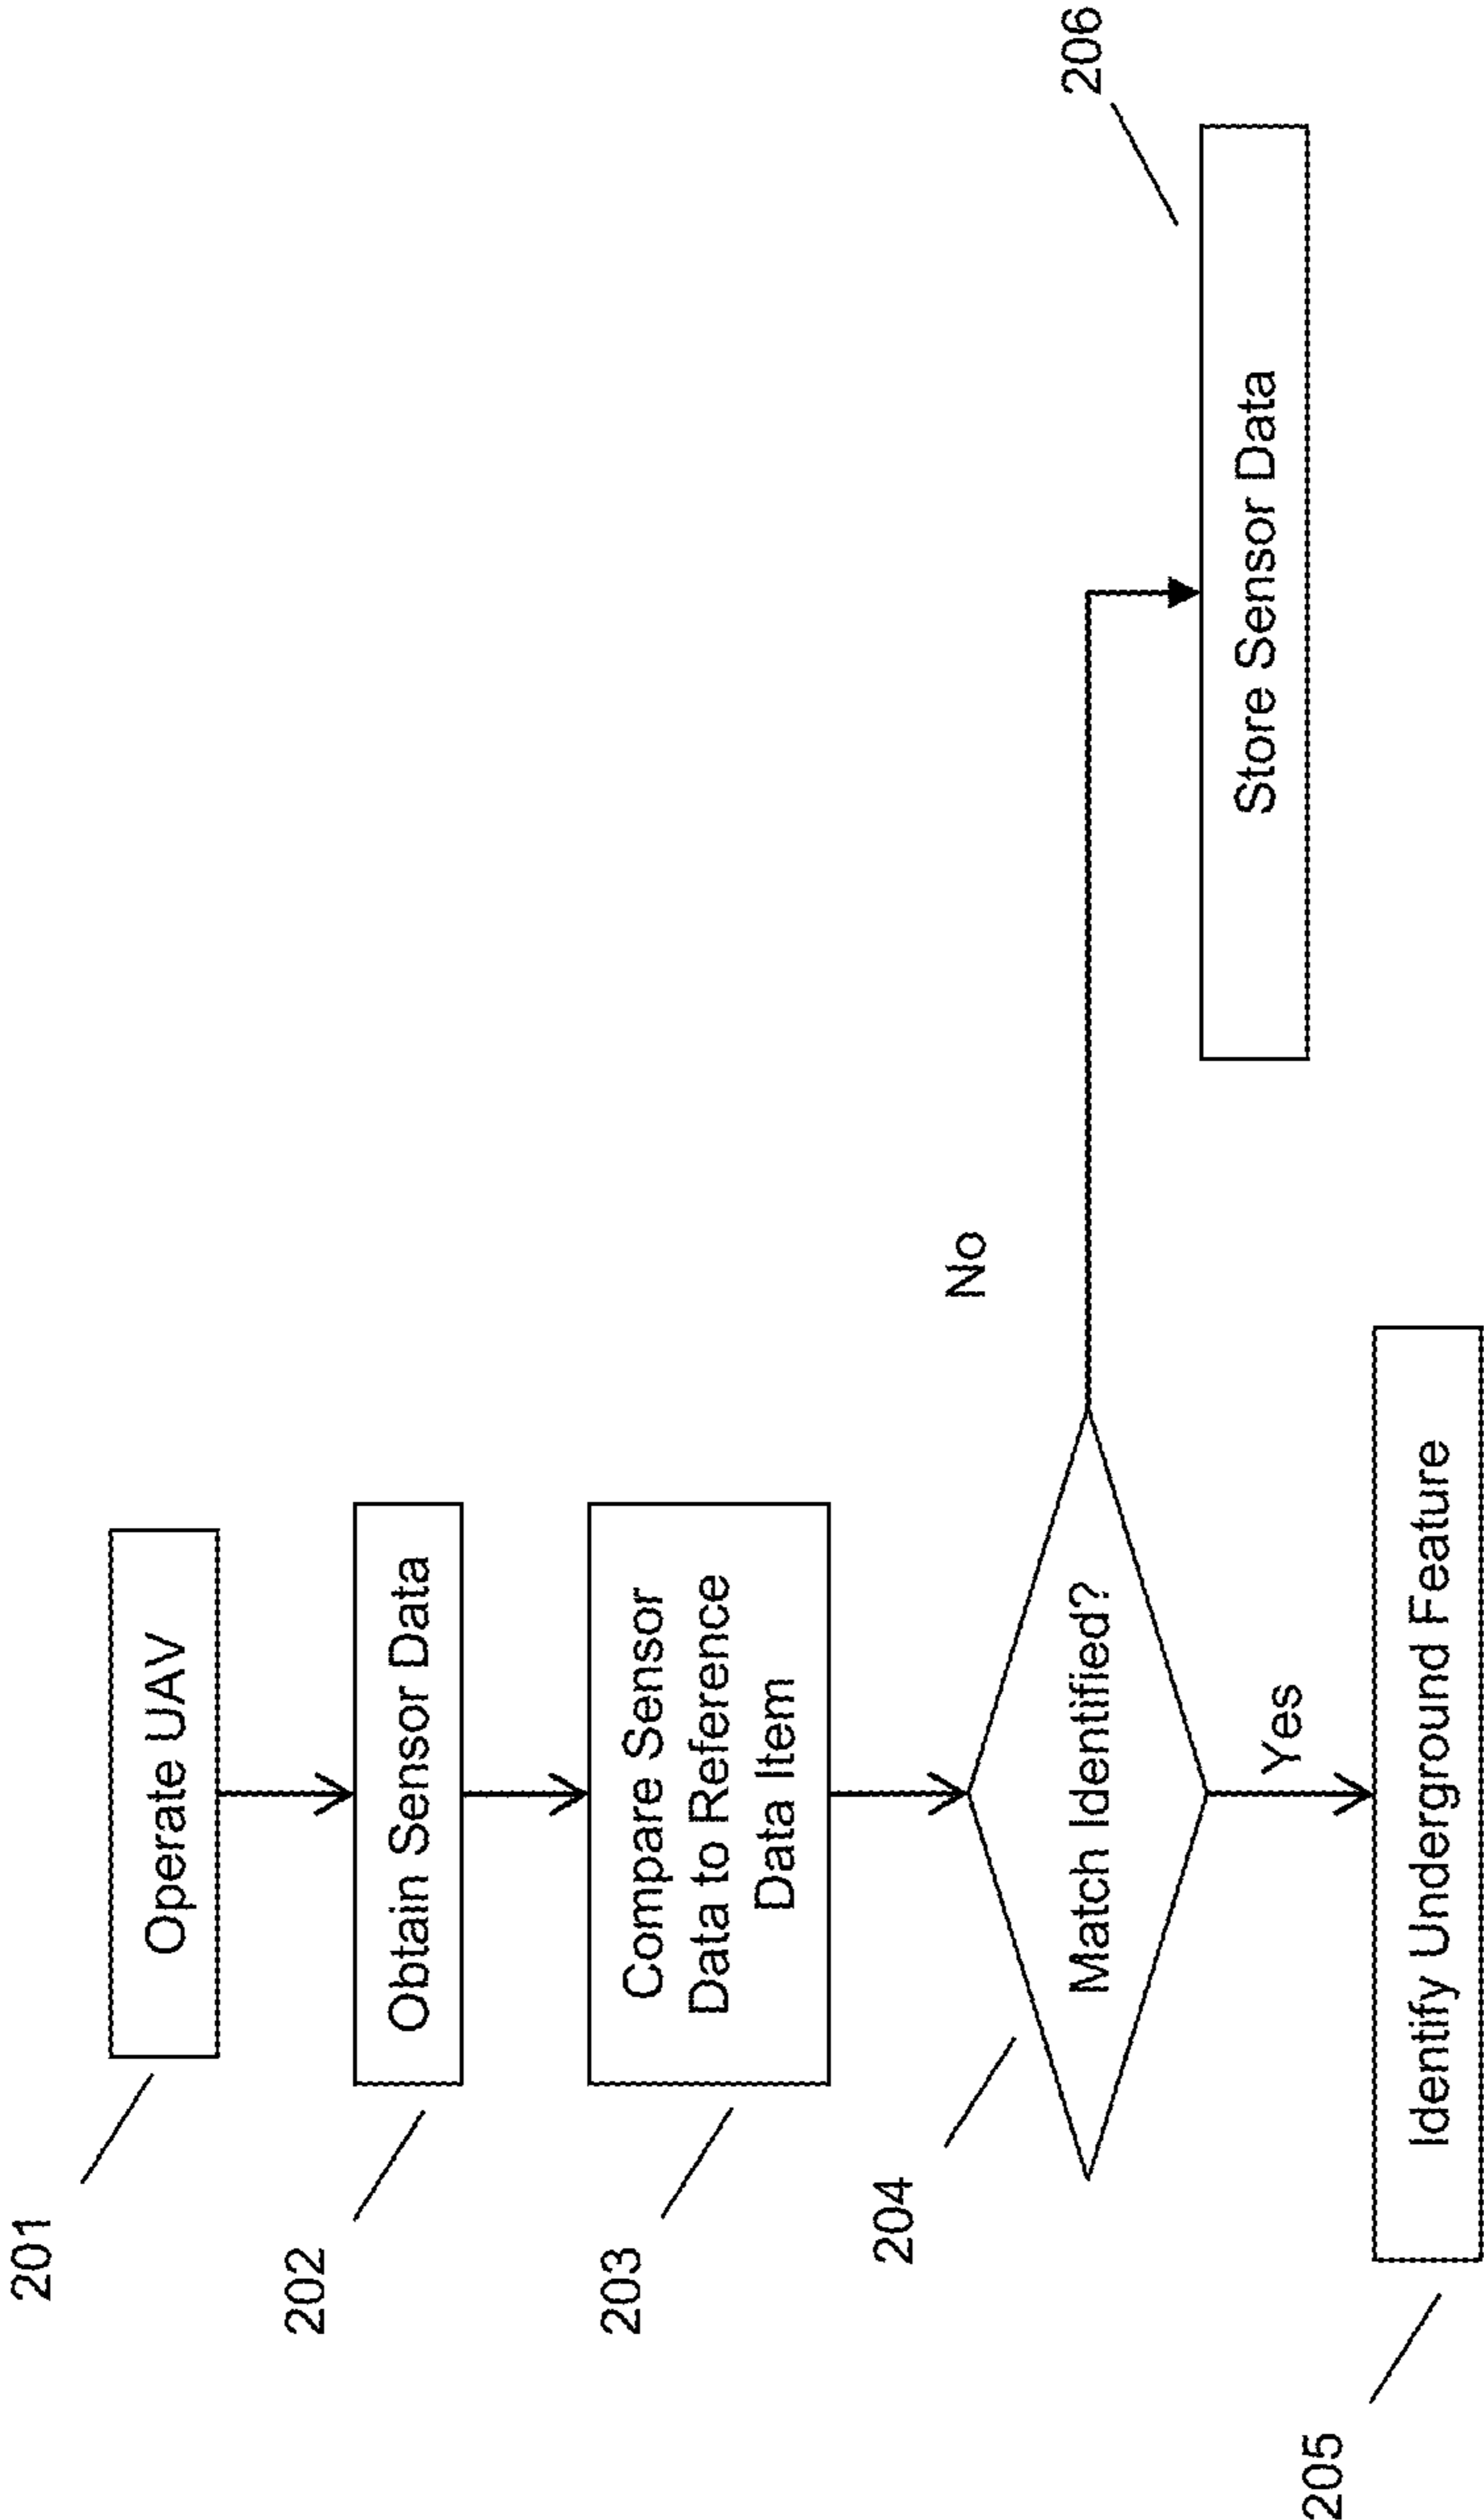 201
Operate UAV
202
Obtain Sensor Data
203
Compare Sensor
Data to Reference
Data Item
204
Match Identified?
No
206
Store Sensor Data
Yes
205
Identify Underground Feature